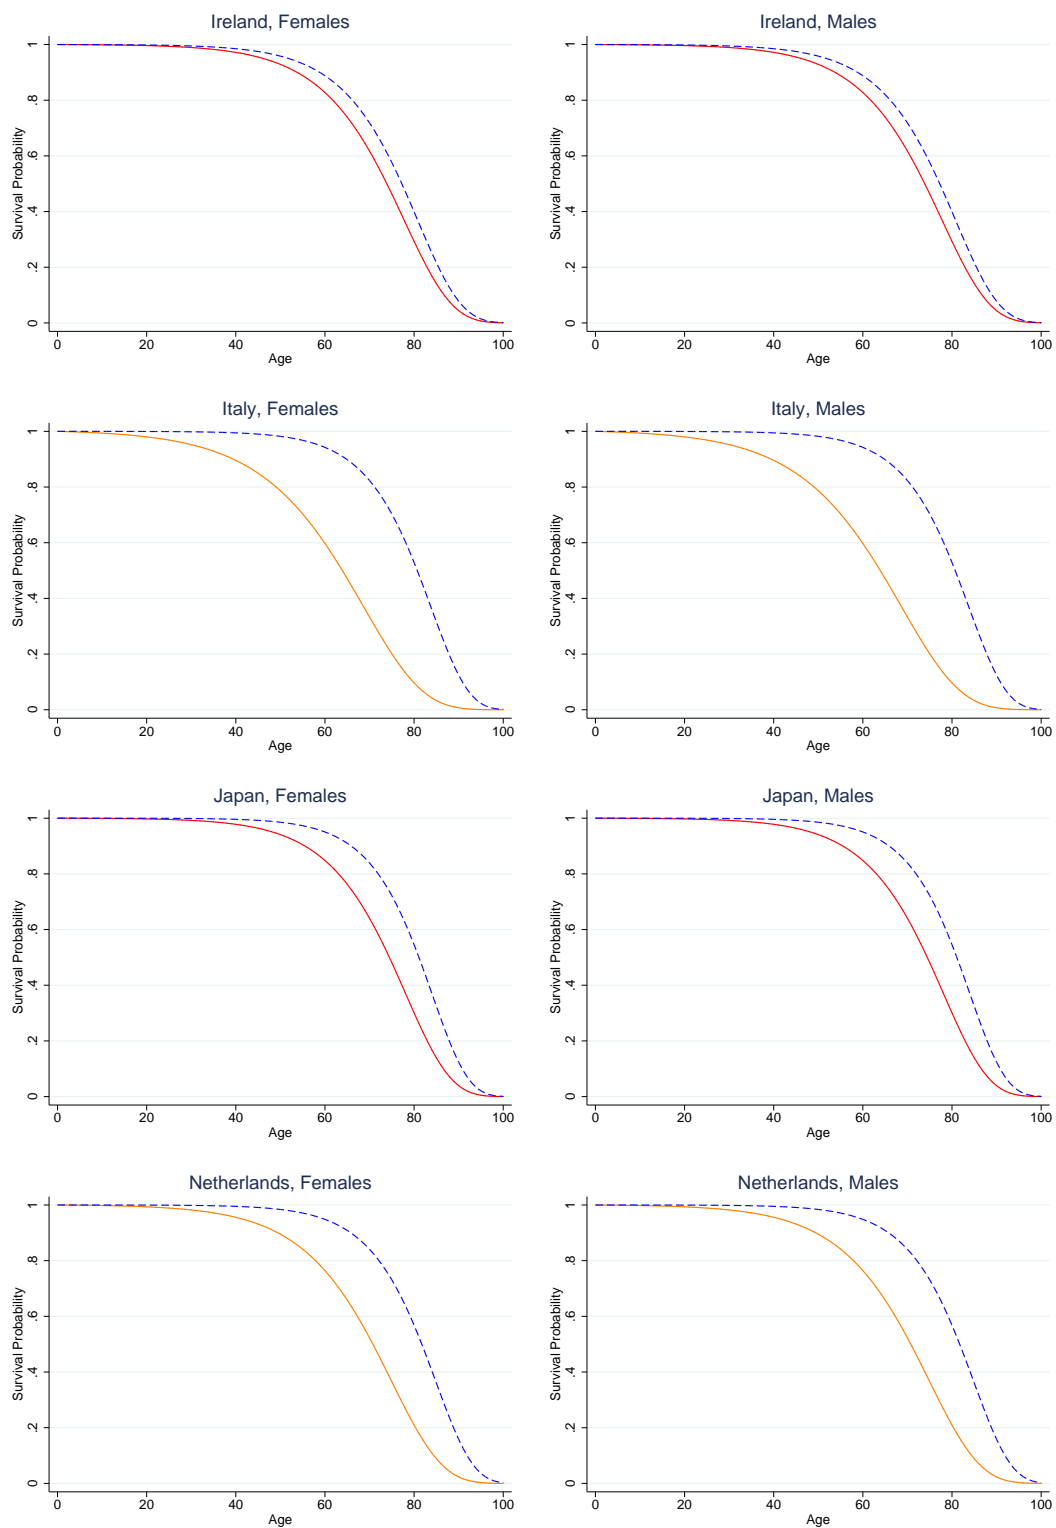 Ireland, Females
Survival Probability
1
.8
.6
.4
.2
0
0 20 40 60 80 100
Age
Ireland, Males
Survival Probability
1
.8
.6
.4
.2
0
0 20 40 60 80 100
Age
Italy, Females
Survival Probability
1
.8
.6
.4
.2
0
0 20 40 60 80 100
Age
Italy, Males
Survival Probability
1
.8
.6
.4
.2
0
0 20 40 60 80 100
Age
Japan, Females
Survival Probability
1
.8
.6
.4
.2
0
0 20 40 60 80 100
Age
Japan, Males
Survival Probability
1
.8
.6
.4
.2
0
0 20 40 60 80 100
Age
Netherlands, Females
Survival Probability
1
.8
.6
.4
.2
0
0 20 40 60 80 100
Age
Netherlands, Males
Survival Probability
1
.8
.6
.4
.2
0
0 20 40 60 80 100
Age